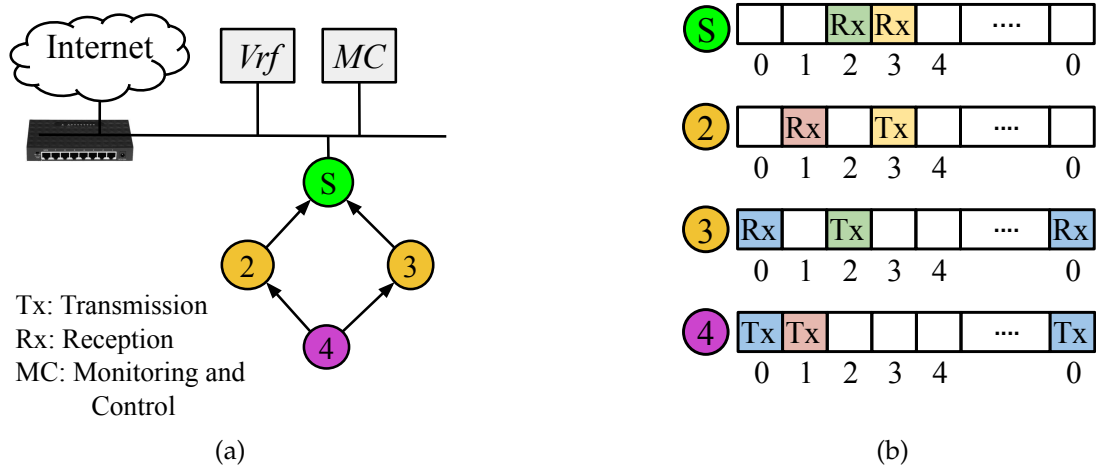 Internet
Vrf
MC
S
2
3
4
Tx: Transmission
Rx: Reception
MC: Monitoring and
Control
(a)
S
Rx Rx ....
0 1 2 3 4 0
2
Rx Tx ....
0 1 2 3 4 0
3
Rx Tx .... Rx
0 1 2 3 4 0
4
Tx Tx .... Tx
0 1 2 3 4 0
(b)